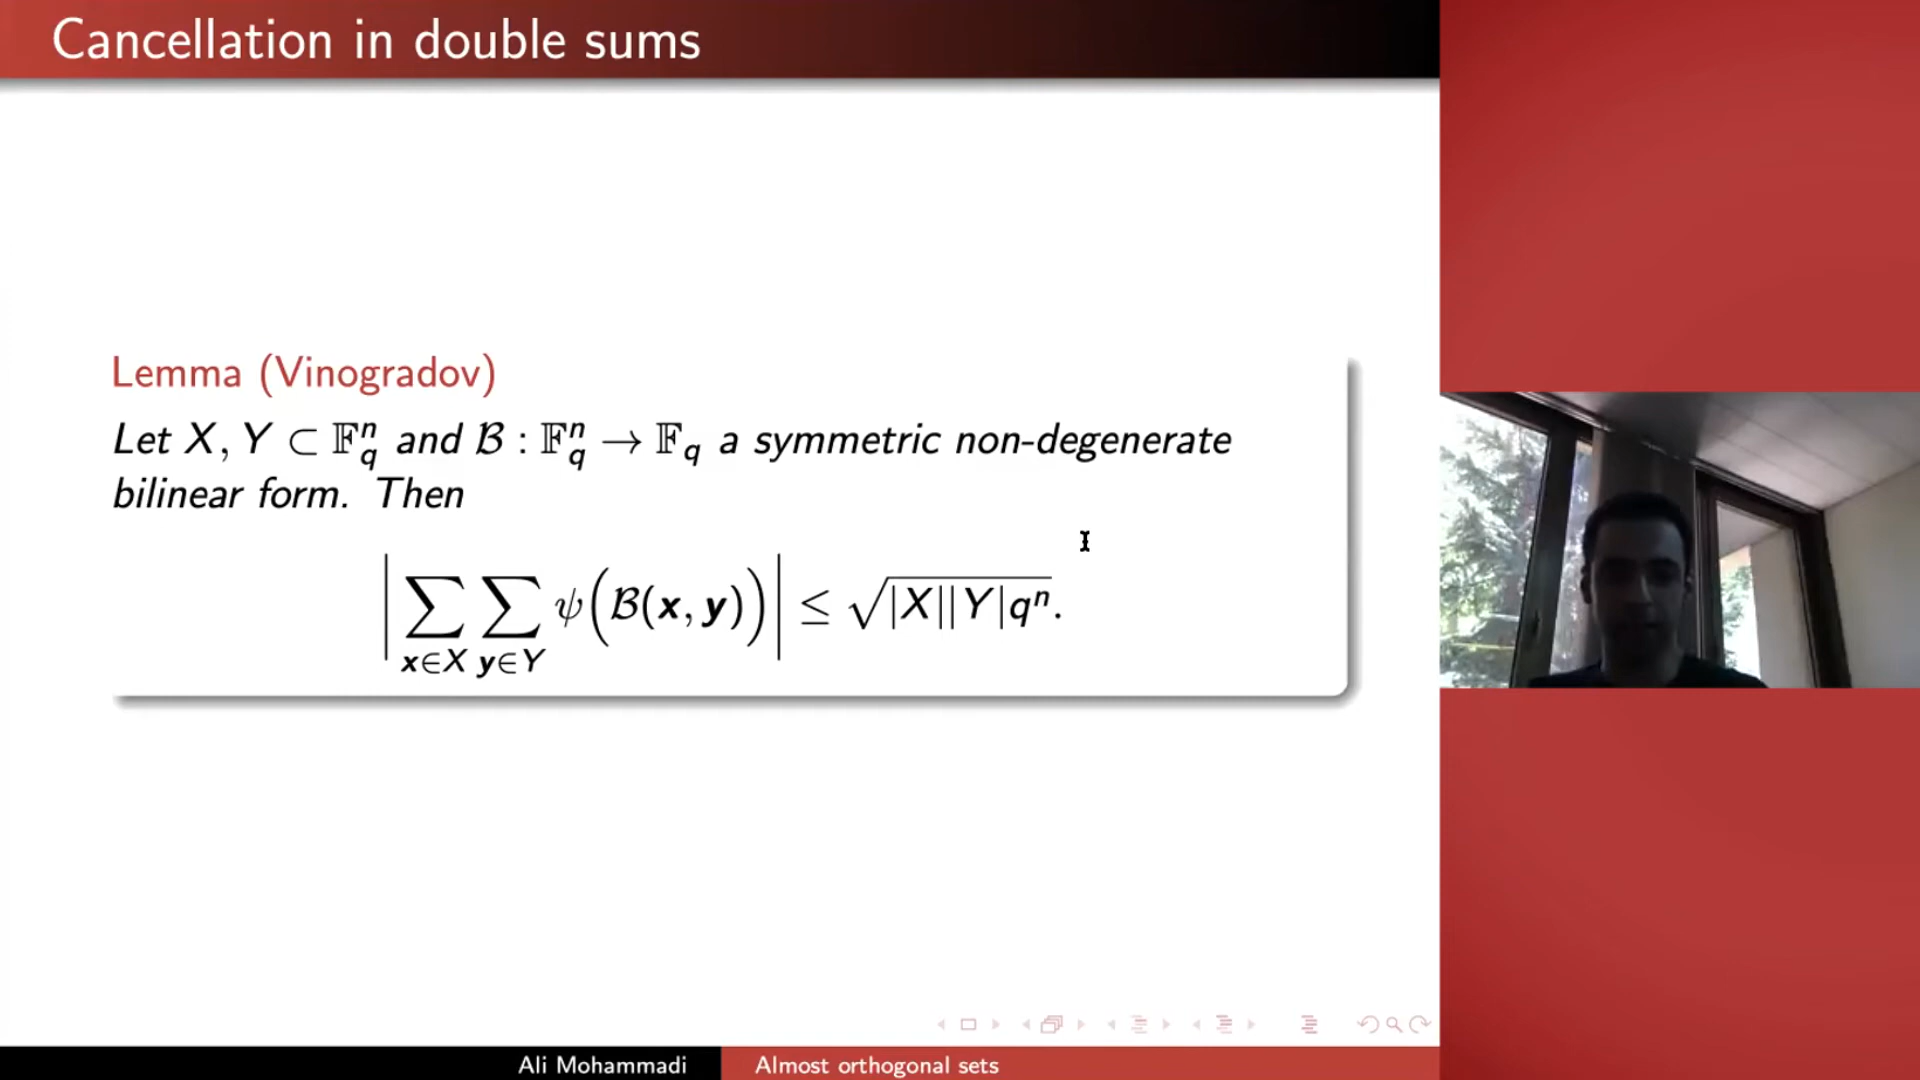 Cancellation in double sums
Lemma (Vinogradov)
Let X, Y ⊂ 𝔽_q^n and ℬ : 𝔽_q^n → 𝔽_q a symmetric non-degenerate
bilinear form. Then
|∑_{x∈X} ∑_{y∈Y} ψ(ℬ(x, y))| ≤ √(|X||Y|q^n).
Ali Mohammadi
Almost orthogonal sets